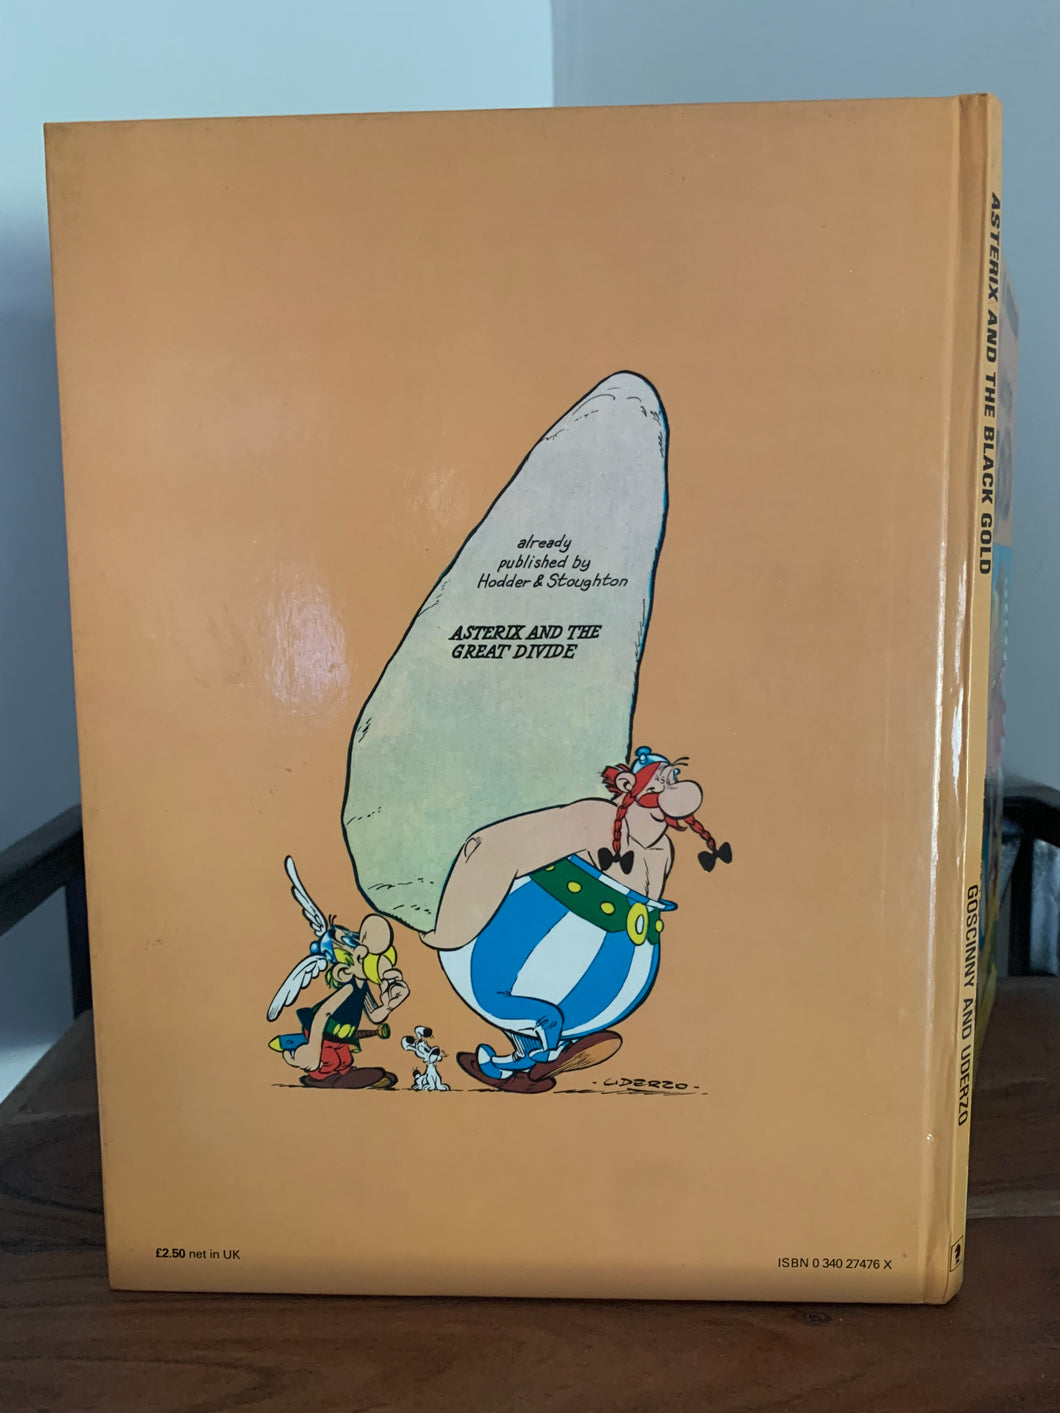 already
published by
Hodder & Stoughton
ASTERIX AND THE
GREAT DIVIDE
·UDERZO·
£2.50 net in UK
ISBN 0 340 27476 X
ASTERIX AND THE BLACK GOLD
GOSCINNY AND UDERZO